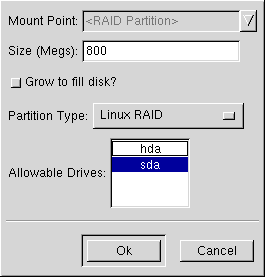 Mount Point: <RAID Partition>
Size (Megs): 800
Grow to fill disk?
Partition Type: Linux RAID
Allowable Drives:
hda
sda
Ok Cancel